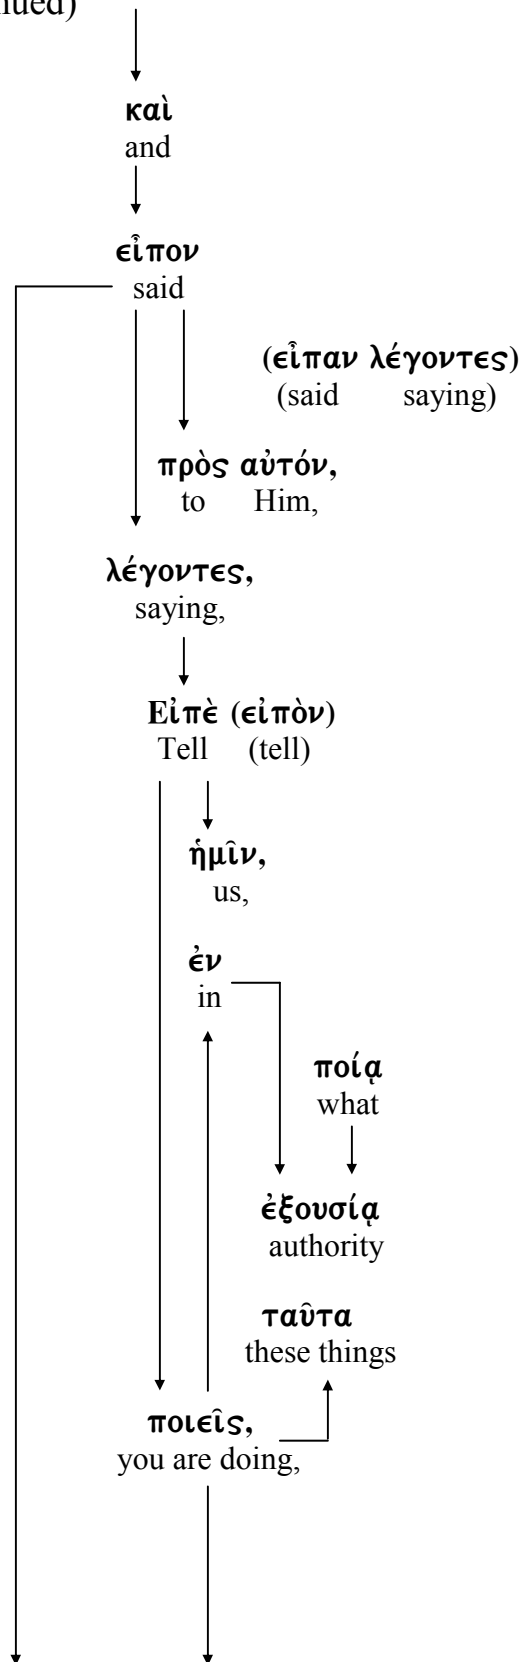 nued)
καὶ
and
εἶπον
said
(εἶπαν λέγοντες)
(said saying)
πρὸς αὐτόν,
to Him,
λέγοντες,
saying,
Εἰπὲ (εἰπὸν)
Tell (tell)
ἡμῖν,
us,
ἐν
in
ποίᾳ
what
ἐξουσίᾳ
authority
ταῦτα
these things
ποιεῖς,
you are doing,